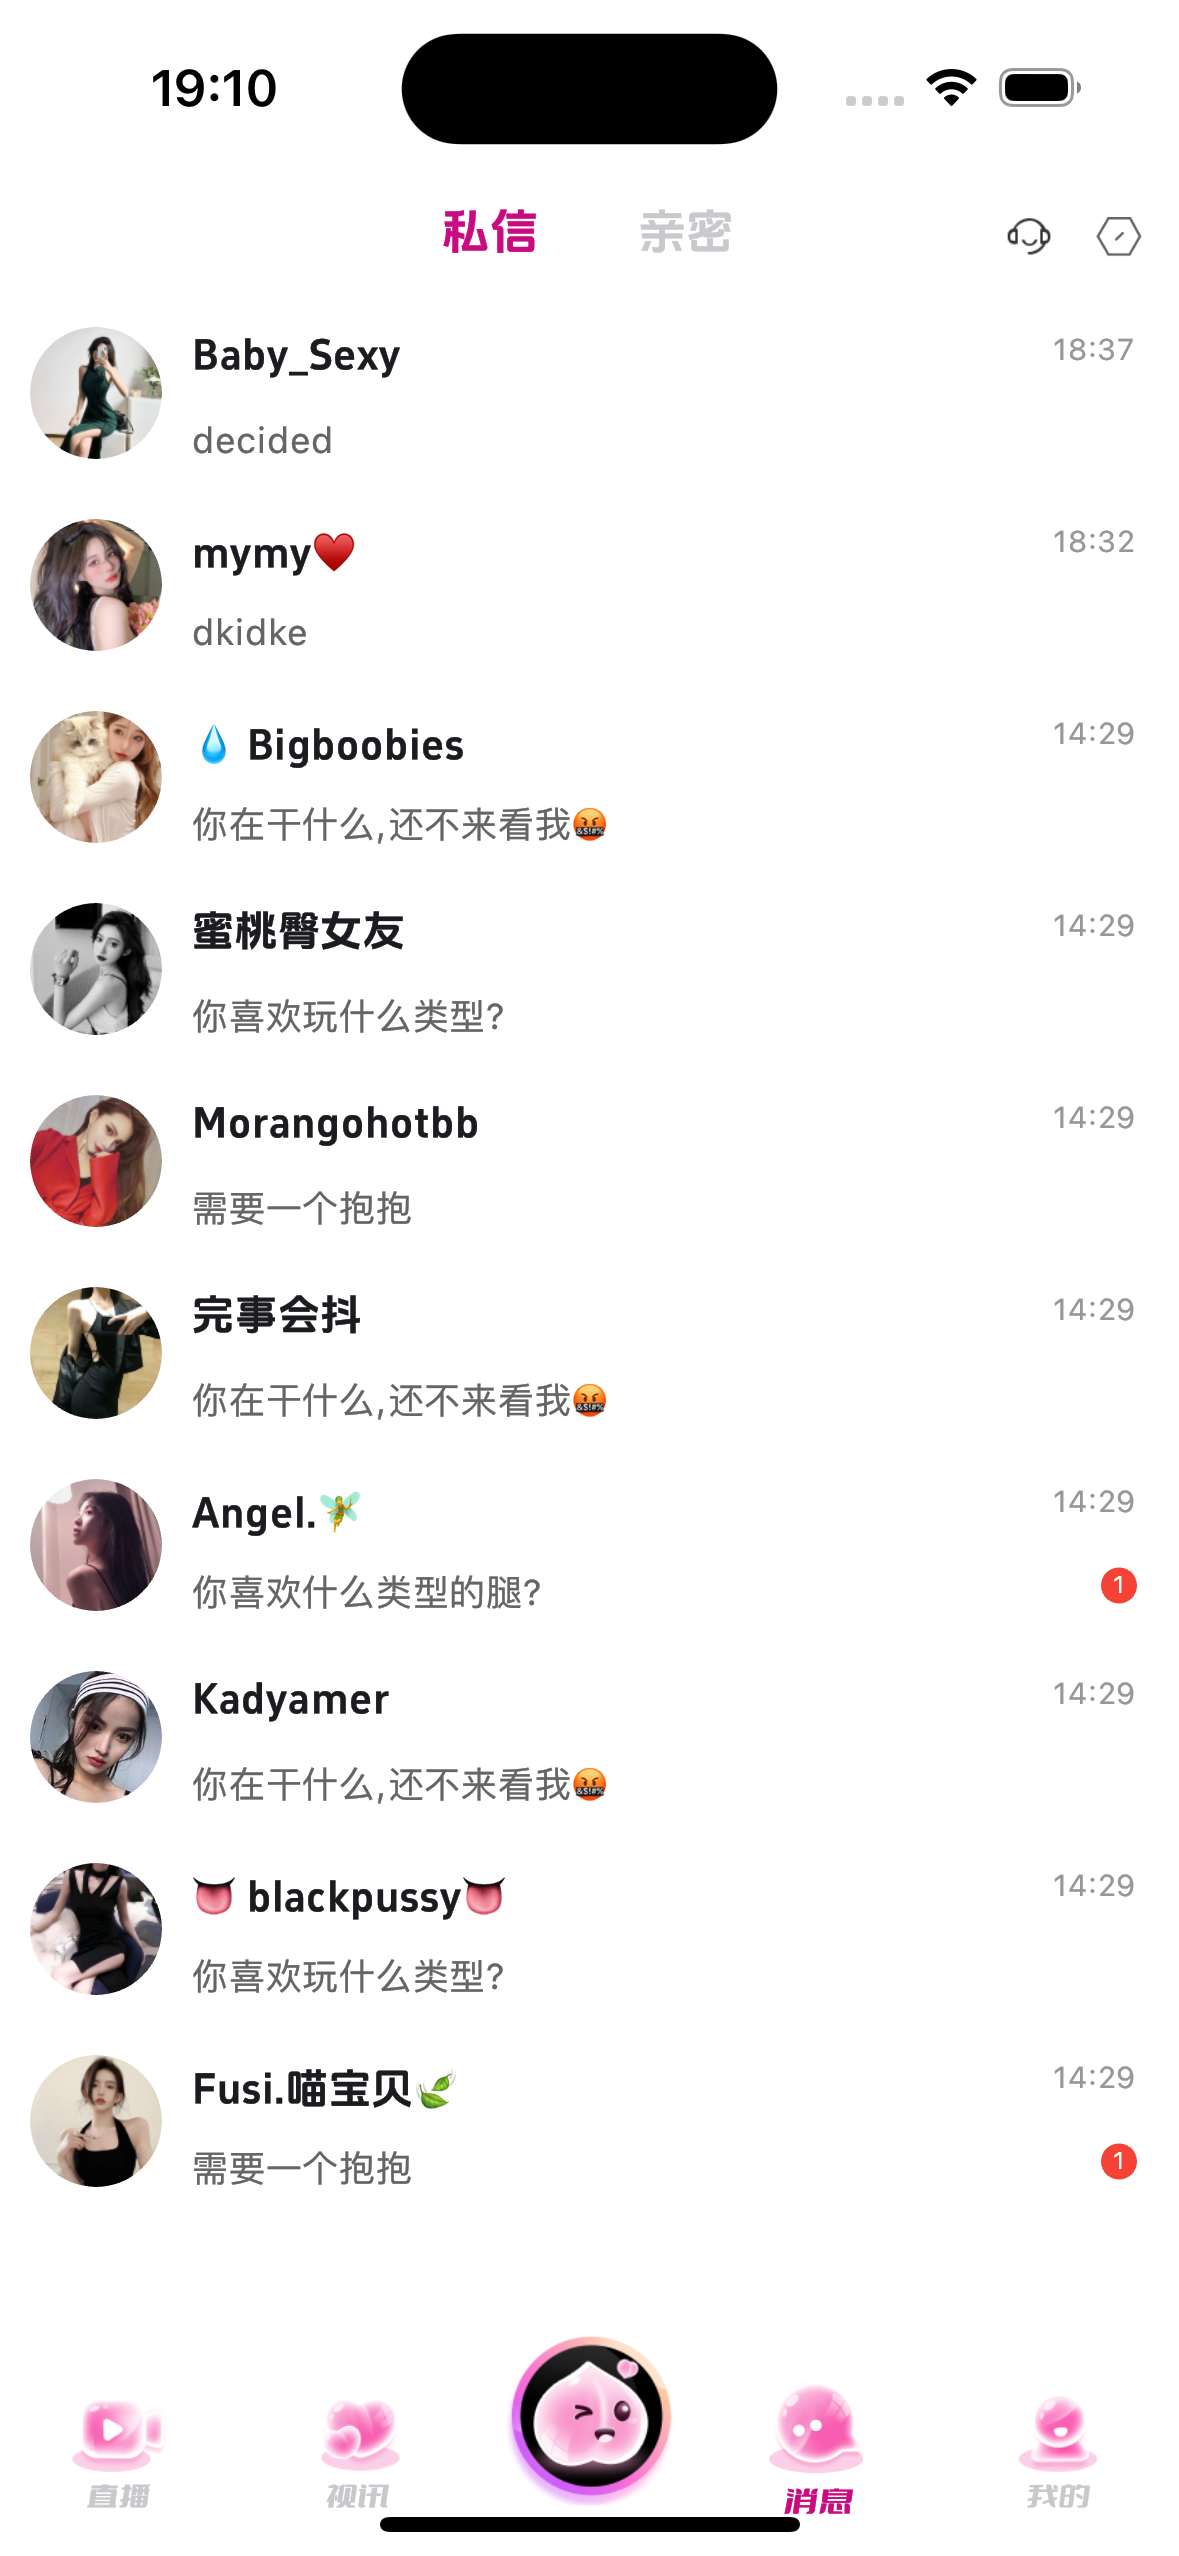 19:10
私信 亲密
Baby_Sexy 18:37
decided
mymy♥️ 18:32
dkidke
💧 Bigboobies 14:29
你在干什么,还不来看我🤬
蜜桃臀女友 14:29
你喜欢玩什么类型?
Morangohotbb 14:29
需要一个抱抱
完事会抖 14:29
你在干什么,还不来看我🤬
Angel.🧚 14:29
你喜欢什么类型的腿? 1
Kadyamer 14:29
你在干什么,还不来看我🤬
👅 blackpussy👅 14:29
你喜欢玩什么类型?
Fusi.喵宝贝🍃 14:29
需要一个抱抱 1
直播 视讯 消息 我的